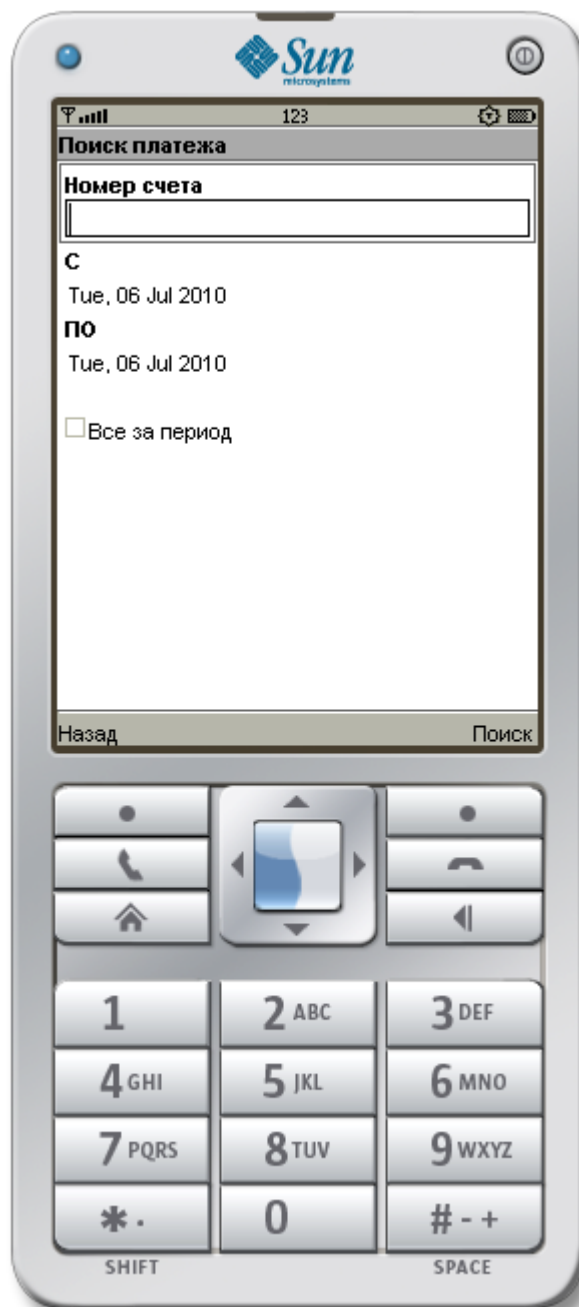 Sun
microsystems
123
Поиск платежа
Номер счета
С
Tue, 06 Jul 2010
ПО
Tue, 06 Jul 2010
Все за период
Назад Поиск
1 2 ABC 3 DEF
4 GHI 5 JKL 6 MNO
7 PQRS 8 TUV 9 WXYZ
* . 0 # - +
SHIFT SPACE